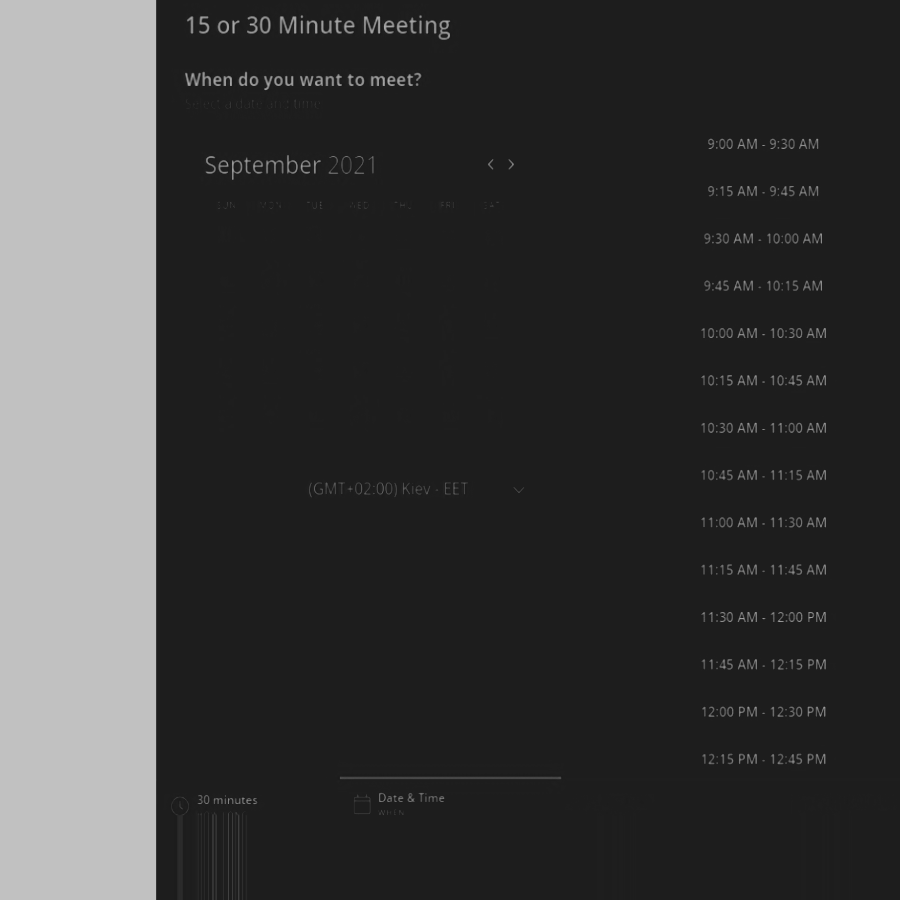 15 or 30 Minute Meeting
When do you want to meet?
Select a date and time
September 2021
SUN MON TUE WED THU FRI SAT
(GMT+02:00) Kiev - EET
9:00 AM - 9:30 AM
9:15 AM - 9:45 AM
9:30 AM - 10:00 AM
9:45 AM - 10:15 AM
10:00 AM - 10:30 AM
10:15 AM - 10:45 AM
10:30 AM - 11:00 AM
10:45 AM - 11:15 AM
11:00 AM - 11:30 AM
11:15 AM - 11:45 AM
11:30 AM - 12:00 PM
11:45 AM - 12:15 PM
12:00 PM - 12:30 PM
12:15 PM - 12:45 PM
30 minutes
Date & Time
WHEN